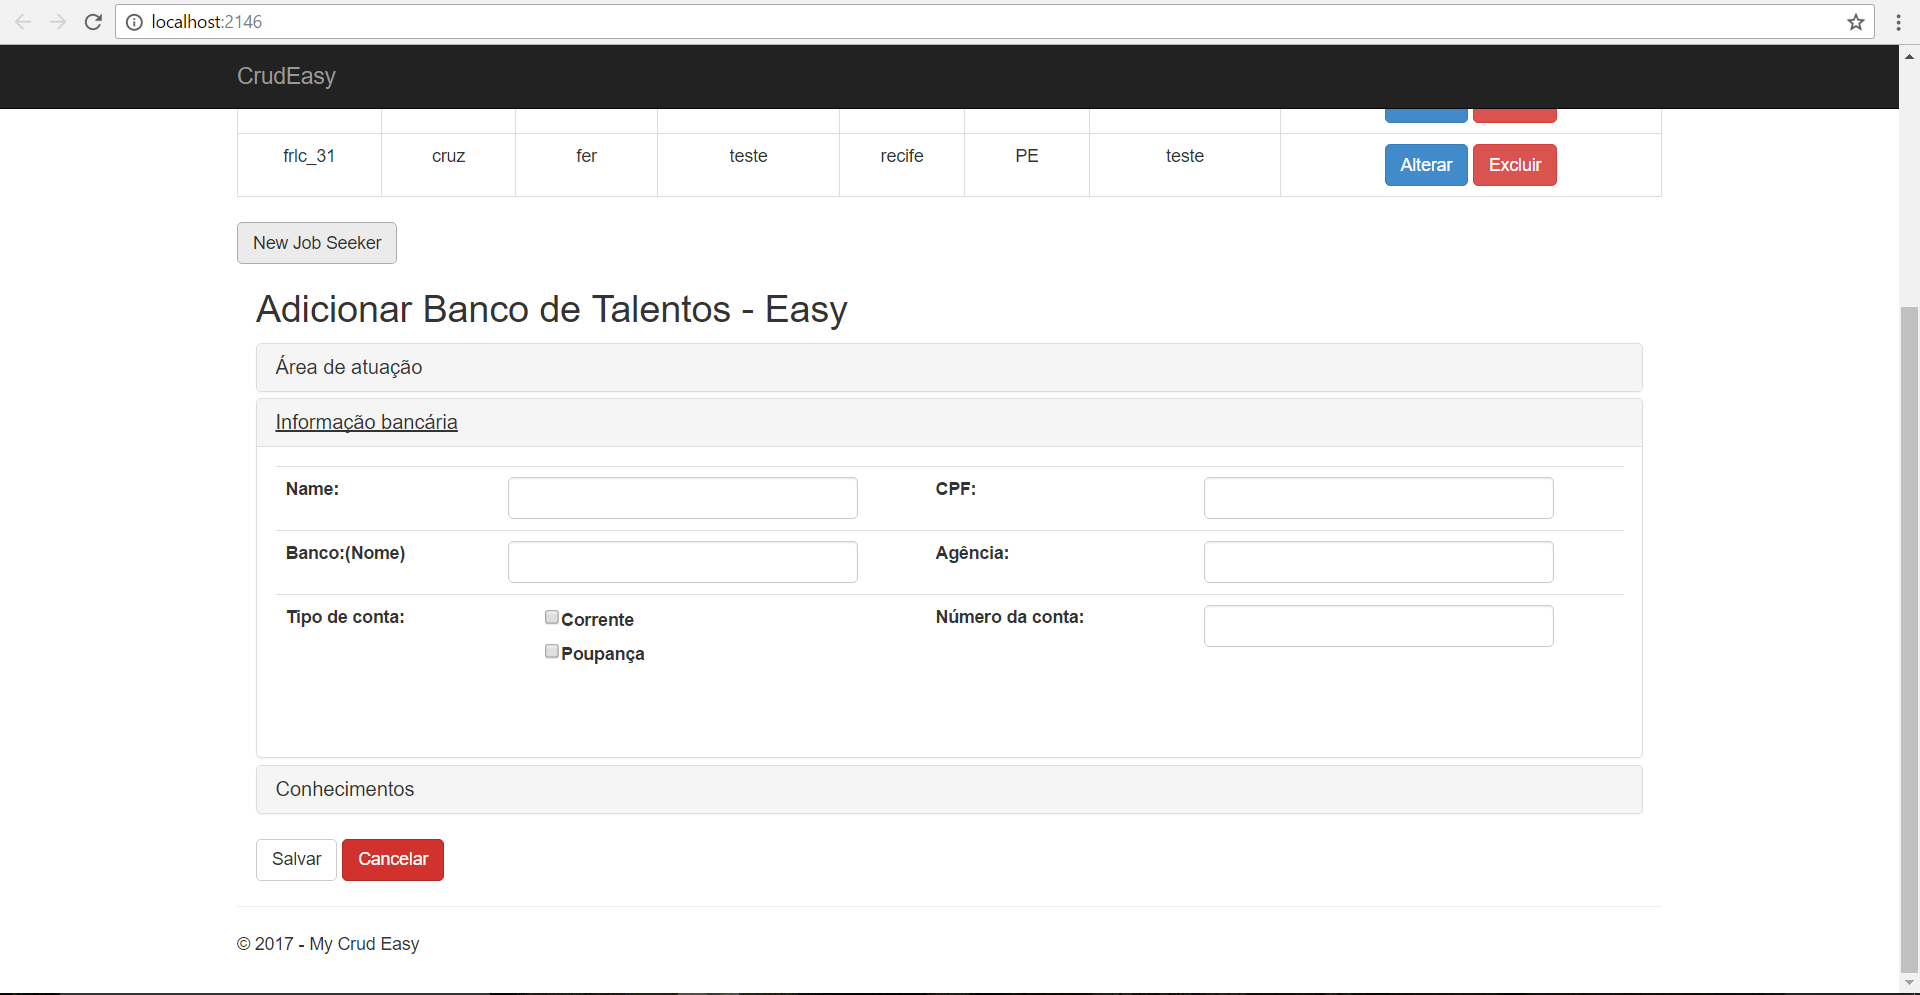 localhost:2146
CrudEasy
frlc_31 cruz fer teste recife PE teste Alterar Excluir
New Job Seeker
Adicionar Banco de Talentos - Easy
Área de atuação
Informação bancária
Name: CPF:
Banco:(Nome) Agência:
Tipo de conta: Corrente Número da conta:
Poupança
Conhecimentos
Salvar Cancelar
© 2017 - My Crud Easy